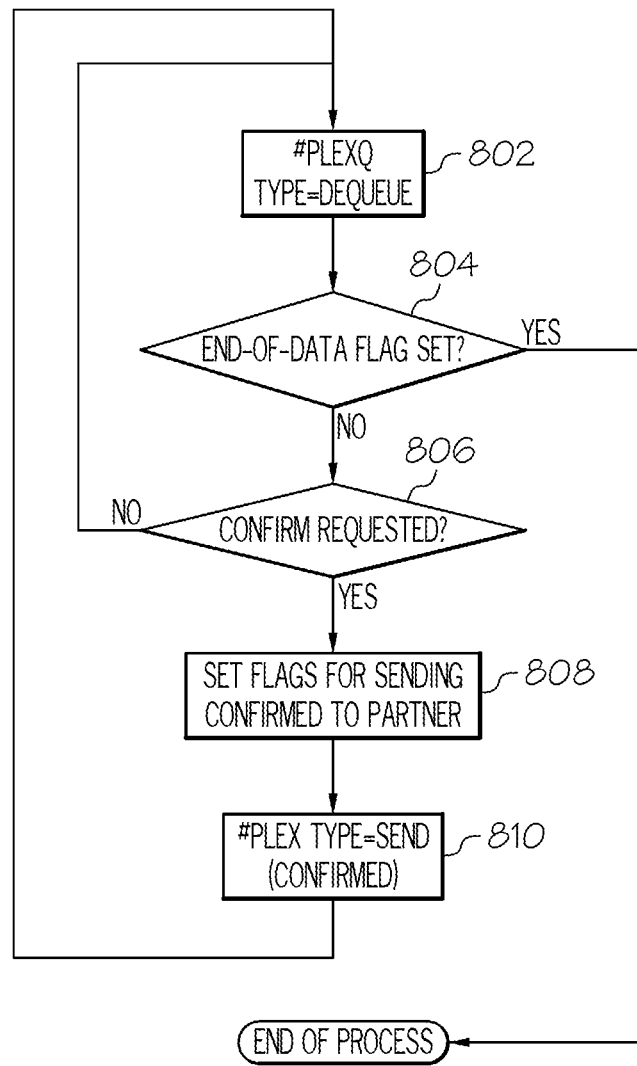 #PLEXQ
TYPE=DEQUEUE
802
804
END-OF-DATA FLAG SET?
YES
NO
806
NO
CONFIRM REQUESTED?
YES
SET FLAGS FOR SENDING
CONFIRMED TO PARTNER
808
#PLEX TYPE=SEND
(CONFIRMED)
810
END OF PROCESS